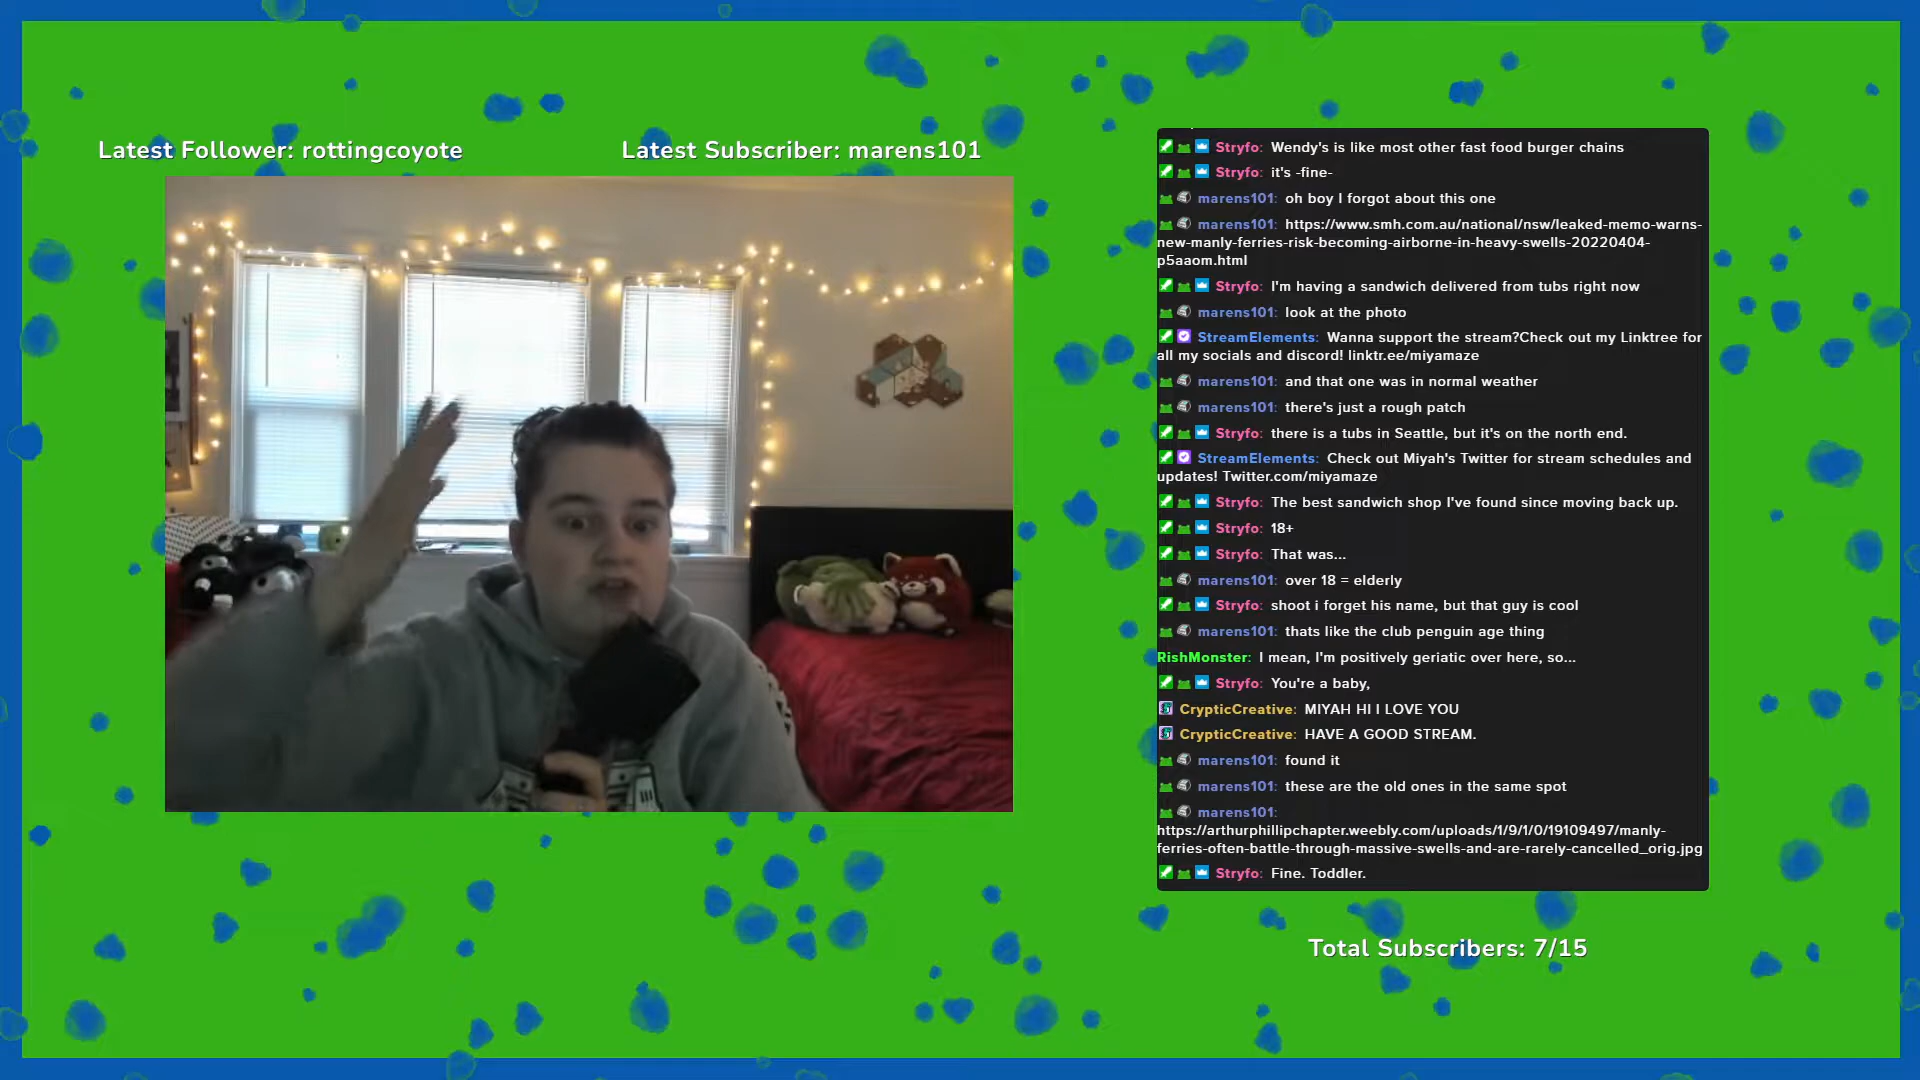 Latest Follower: rottingcoyote
Latest Subscriber: marens101
Stryfo: Wendy's is like most other fast food burger chains
Stryfo: it's -fine-
marens101: oh boy I forgot about this one
marens101: https://www.smh.com.au/national/nsw/leaked-memo-warns-
new-manly-ferries-risk-becoming-airborne-in-heavy-swells-20220404-
p5aaom.html
Stryfo: I'm having a sandwich delivered from tubs right now
marens101: look at the photo
StreamElements: Wanna support the stream?Check out my Linktree for
all my socials and discord! linktr.ee/miyamaze
marens101: and that one was in normal weather
marens101: there's just a rough patch
Stryfo: there is a tubs in Seattle, but it's on the north end.
StreamElements: Check out Miyah's Twitter for stream schedules and
updates! Twitter.com/miyamaze
Stryfo: The best sandwich shop I've found since moving back up.
Stryfo: 18+
Stryfo: That was...
marens101: over 18 = elderly
Stryfo: shoot i forget his name, but that guy is cool
marens101: thats like the club penguin age thing
RishMonster: I mean, I'm positively geriatic over here, so...
Stryfo: You're a baby,
CrypticCreative: MIYAH HI I LOVE YOU
CrypticCreative: HAVE A GOOD STREAM.
marens101: found it
marens101: these are the old ones in the same spot
marens101:
https://arthurphillipchapter.weebly.com/uploads/1/9/1/0/19109497/manly-
ferries-often-battle-through-massive-swells-and-are-rarely-cancelled_orig.jpg
Stryfo: Fine. Toddler.
Total Subscribers: 7/15